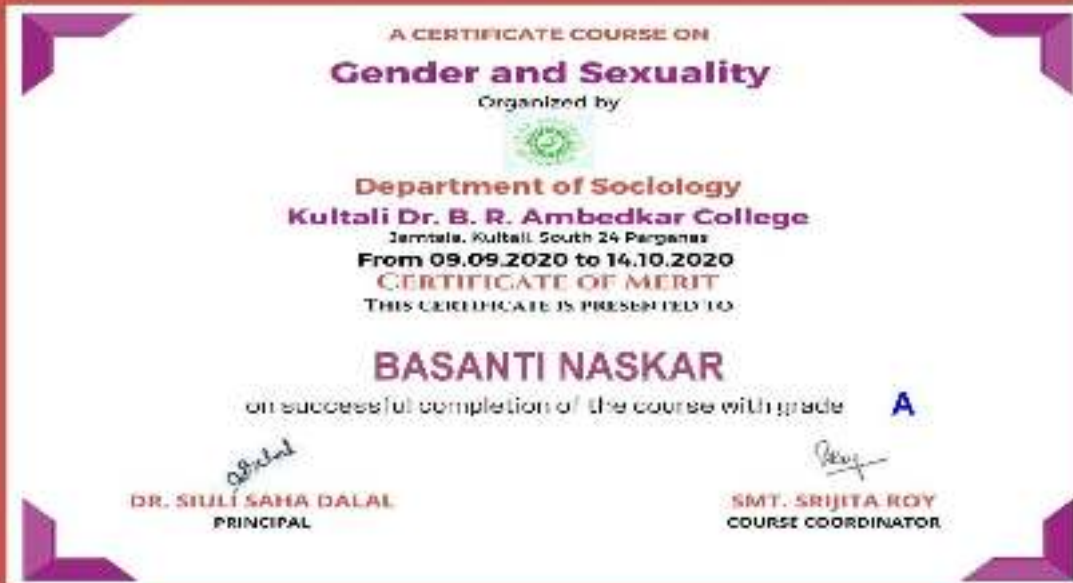 A CERTIFICATE COURSE ON
Gender and Sexuality
Organized by
Department of Sociology
Kultali Dr. B. R. Ambedkar College
Jamtala, Kultali, South 24 Parganas
From 09.09.2020 to 14.10.2020
CERTIFICATE OF MERIT
THIS CERTIFICATE IS PRESENTED TO
BASANTI NASKAR
on successful completion of the course with grade A
DR. SIULI SAHA DALAL SMT. SRIJITA ROY
PRINCIPAL COURSE COORDINATOR